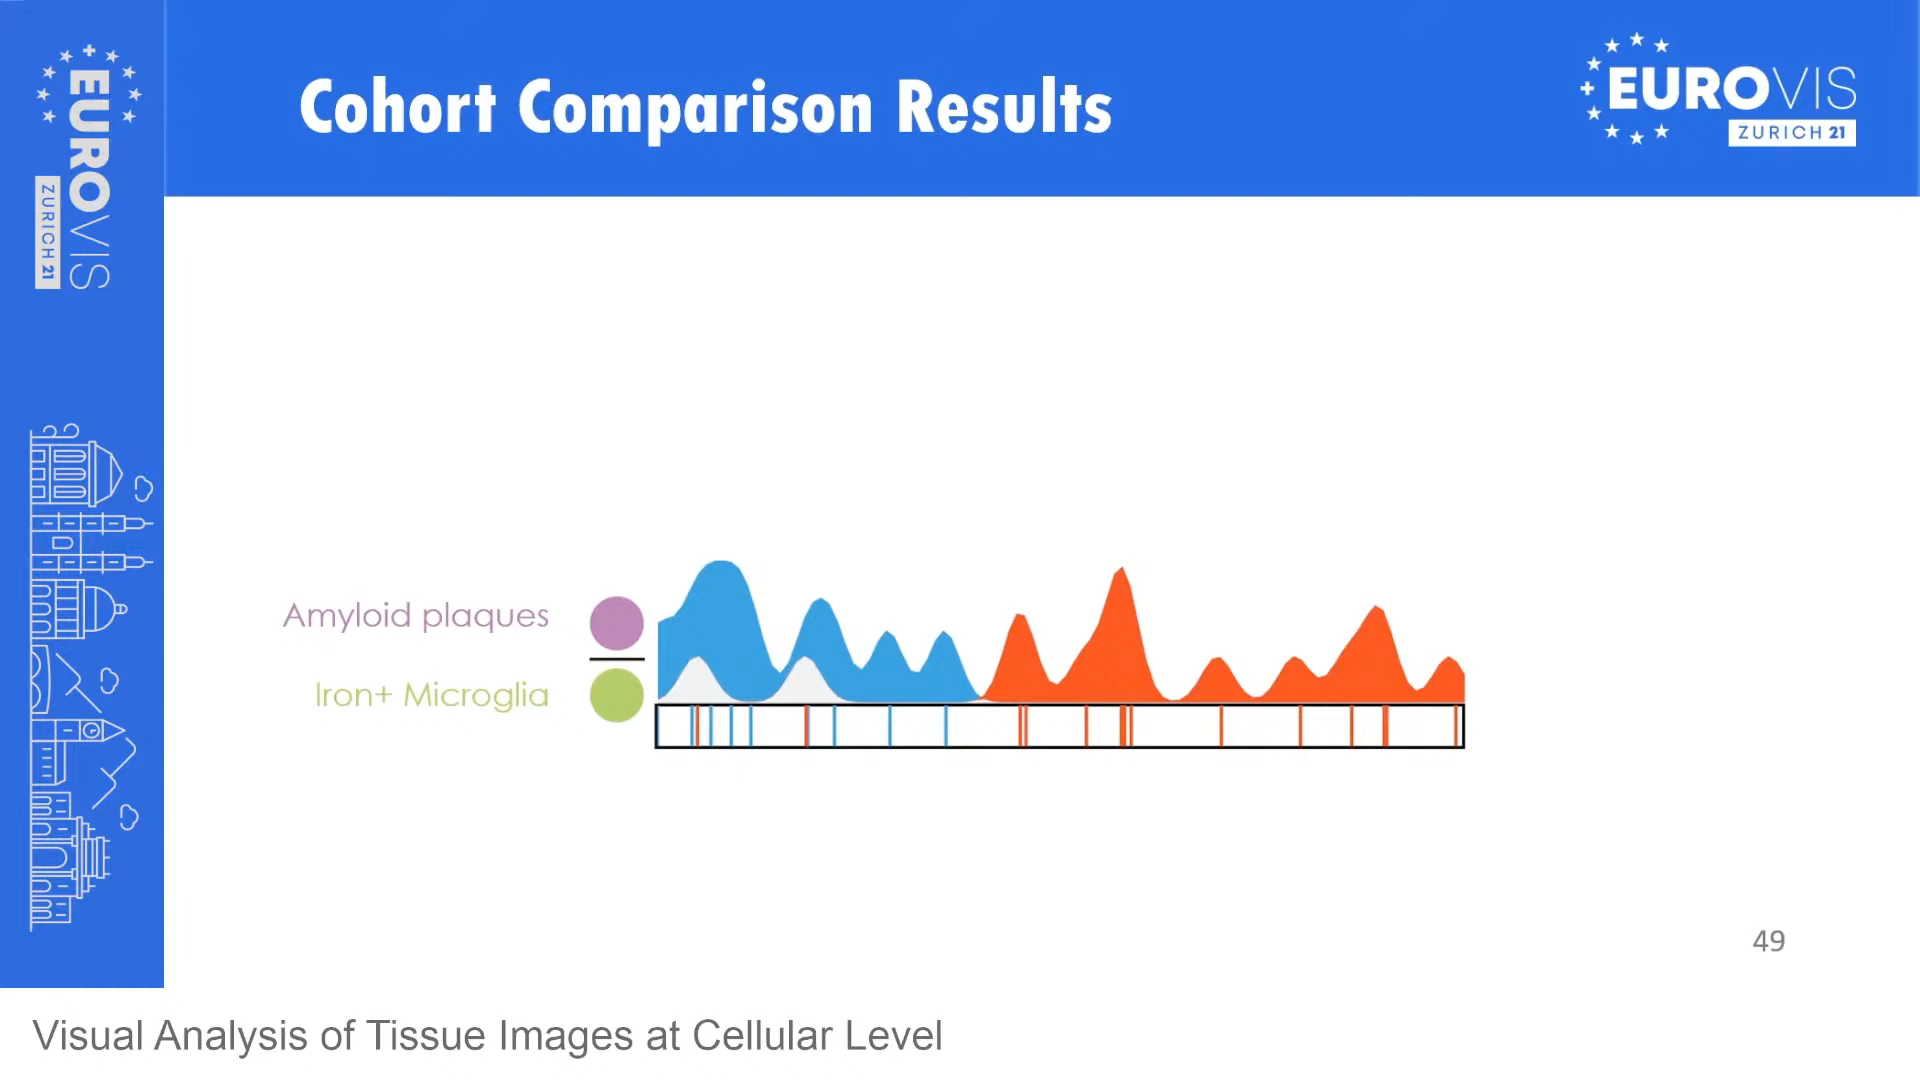 Cohort Comparison Results
EUROVIS
ZURICH 21
EUROVIS
ZURICH 21
Amyloid plaques
Iron+ Microglia
49
Visual Analysis of Tissue Images at Cellular Level